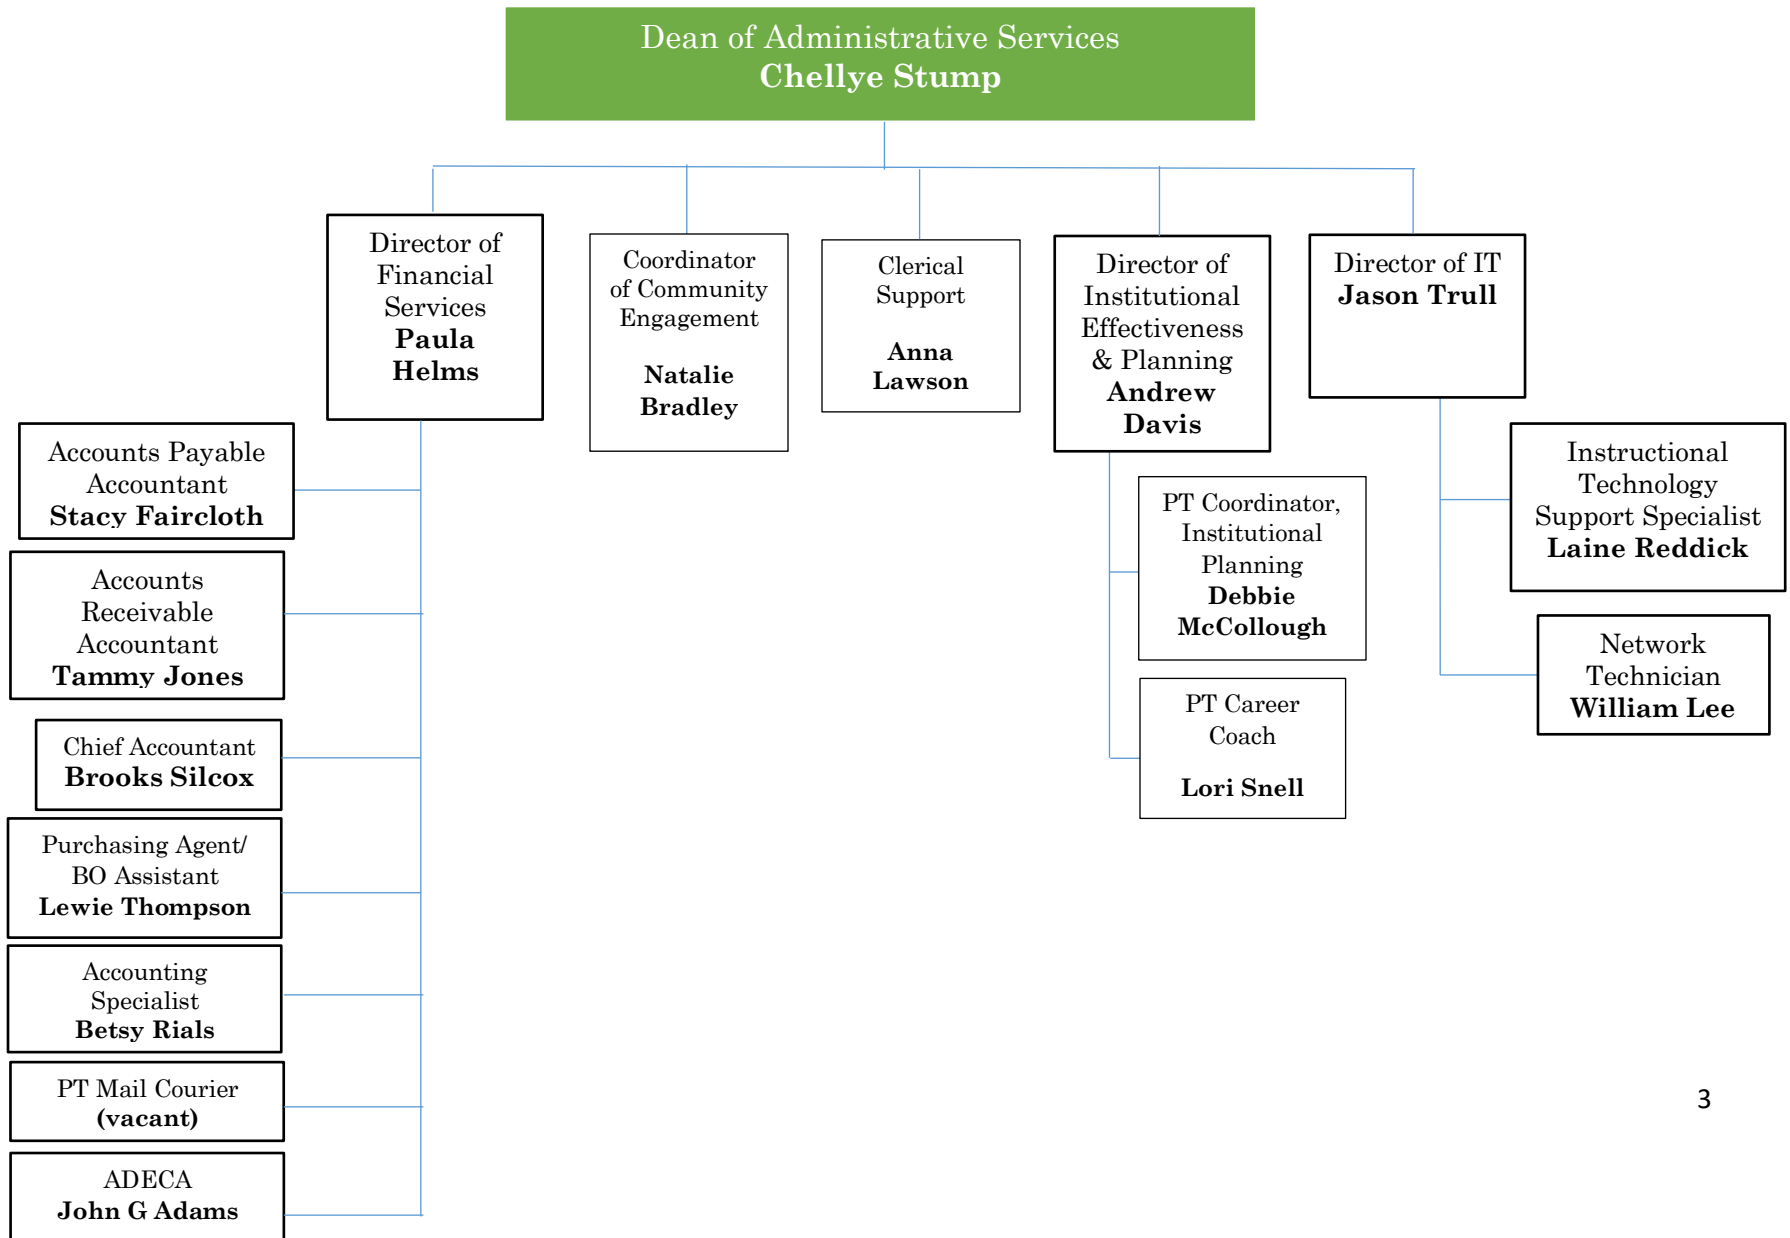 Dean of Administrative Services
Chellye Stump
Director of
Financial
Services
Paula
Helms
Coordinator
of Community
Engagement
Natalie
Bradley
Clerical
Support
Anna
Lawson
Director of
Institutional
Effectiveness
& Planning
Andrew
Davis
Director of IT
Jason Trull
Accounts Payable
Accountant
Stacy Faircloth
Accounts
Receivable
Accountant
Tammy Jones
Chief Accountant
Brooks Silcox
Purchasing Agent/
BO Assistant
Lewie Thompson
Accounting
Specialist
Betsy Rials
PT Mail Courier
(vacant)
ADECA
John G Adams
PT Coordinator,
Institutional
Planning
Debbie
McCollough
PT Career
Coach
Lori Snell
Instructional
Technology
Support Specialist
Laine Reddick
Network
Technician
William Lee
3